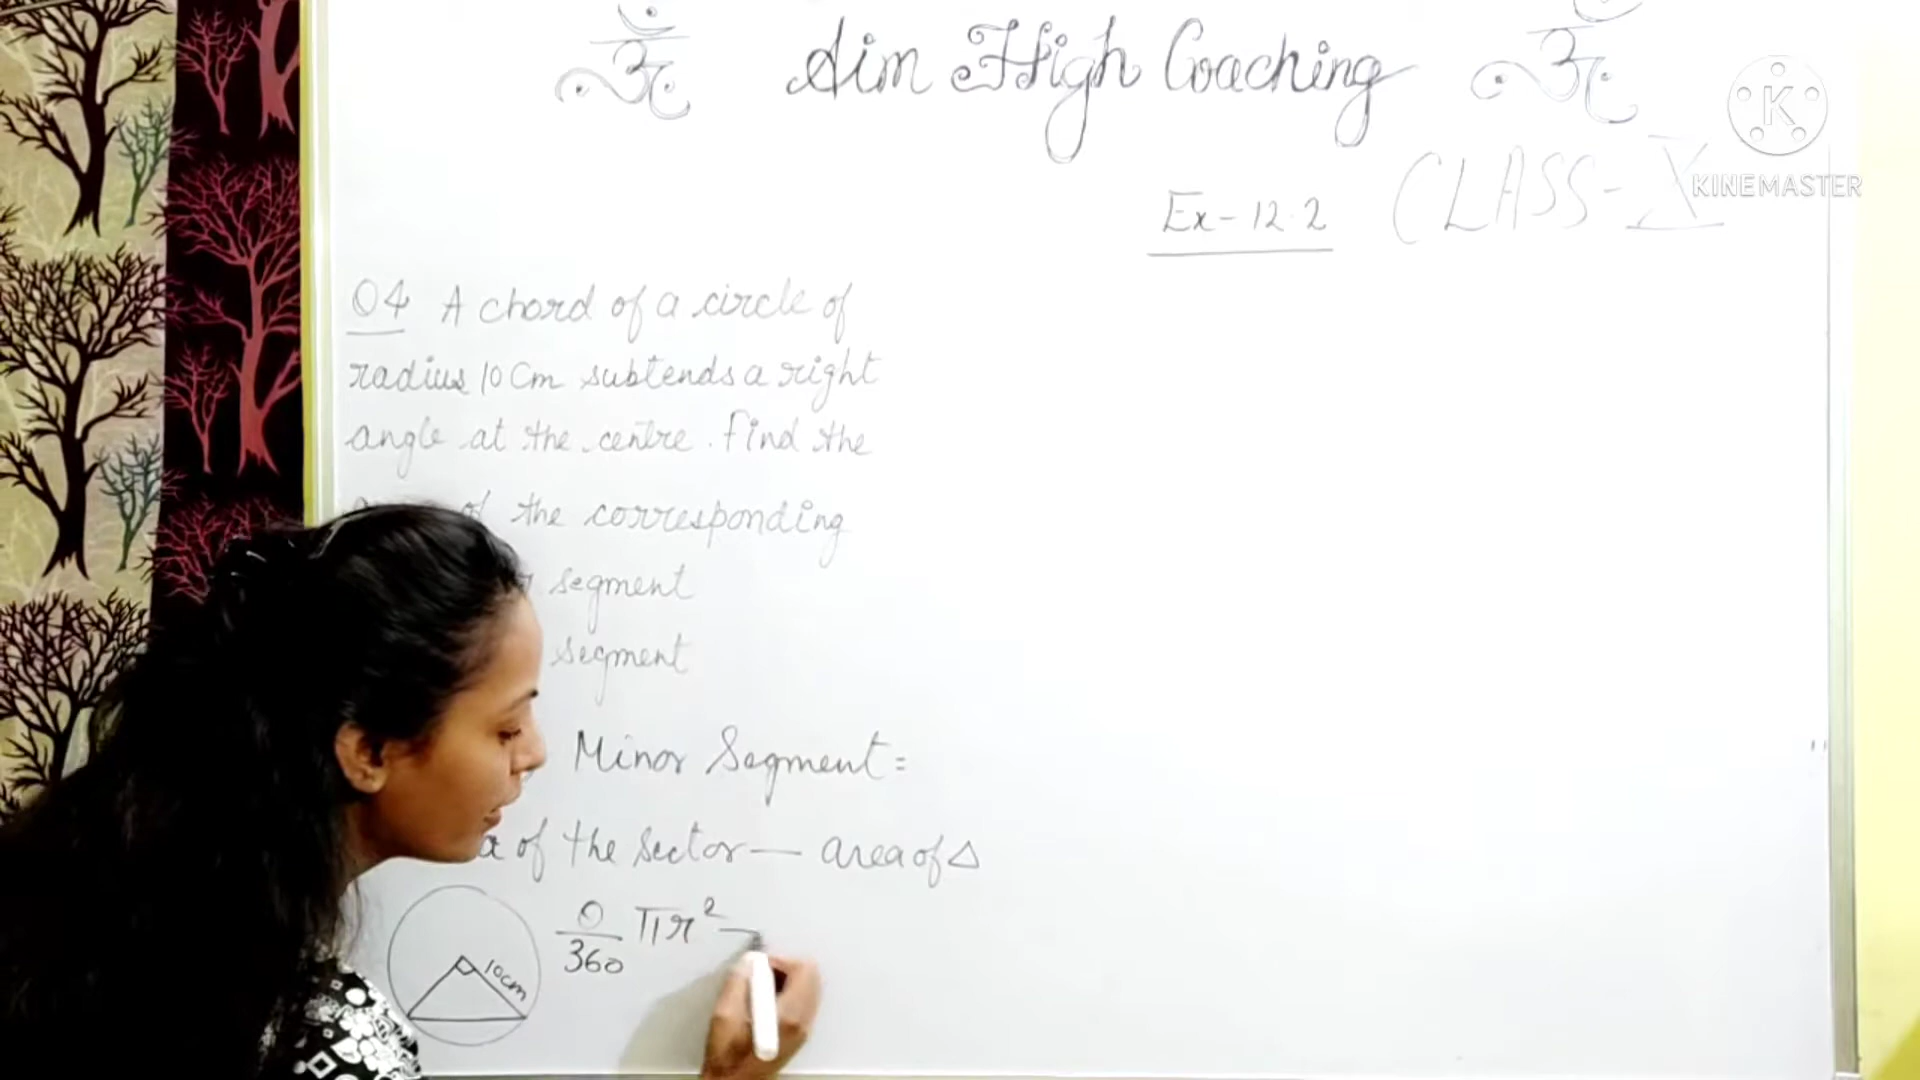 ॐ Aim High Coaching ॐ
K
KINEMASTER
CLASS-X
Ex-12.2
Q4 A chord of a circle of
radius 10 Cm subtends a right
angle at the centre. Find the
of the corresponding
segment
segment
Minor Segment =
of the Sector — area of △
θ/360 πr² —
10cm